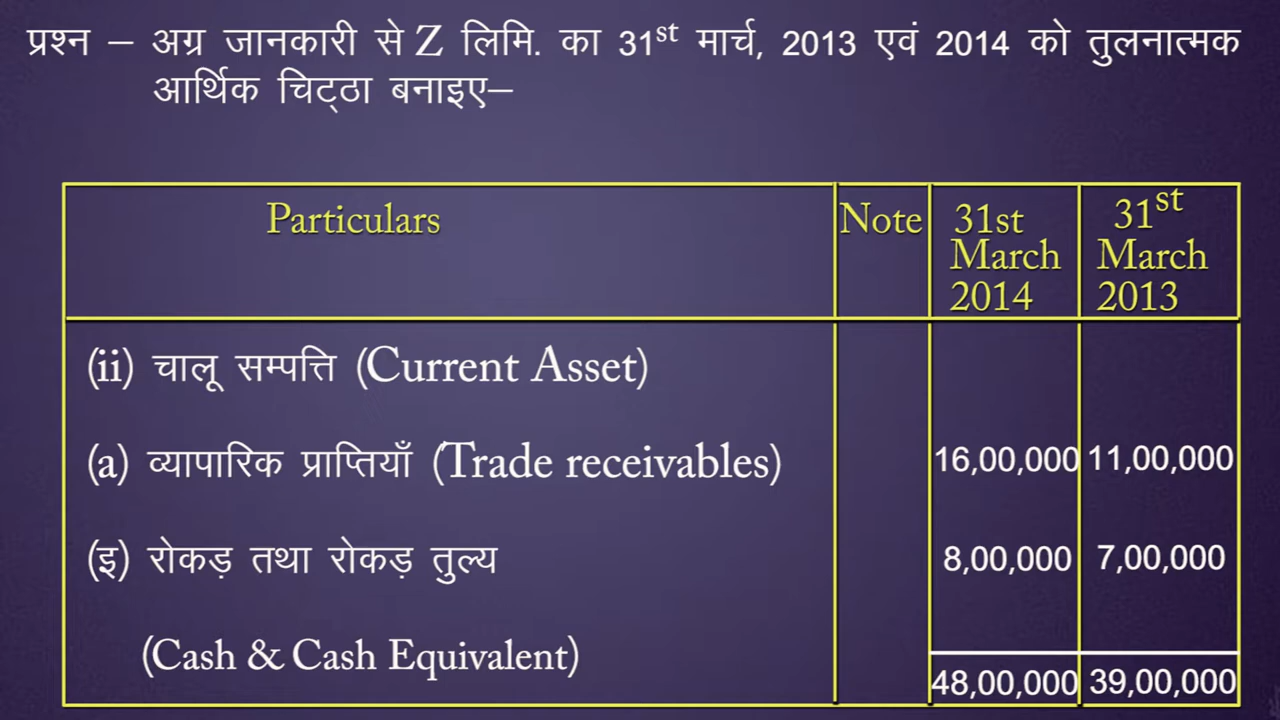 प्रश्न – अग्र जानकारी से Z लिमि. का 31st मार्च, 2013 एवं 2014 को तुलनात्मक
आर्थिक चिट्ठा बनाइए–
Particulars Note 31st March 2014 31st March 2013
(ii) चालू सम्पत्ति (Current Asset)
(a) व्यापारिक प्राप्तियाँ (Trade receivables) 16,00,000 11,00,000
(इ) रोकड़ तथा रोकड़ तुल्य 8,00,000 7,00,000
(Cash & Cash Equivalent)
48,00,000 39,00,000